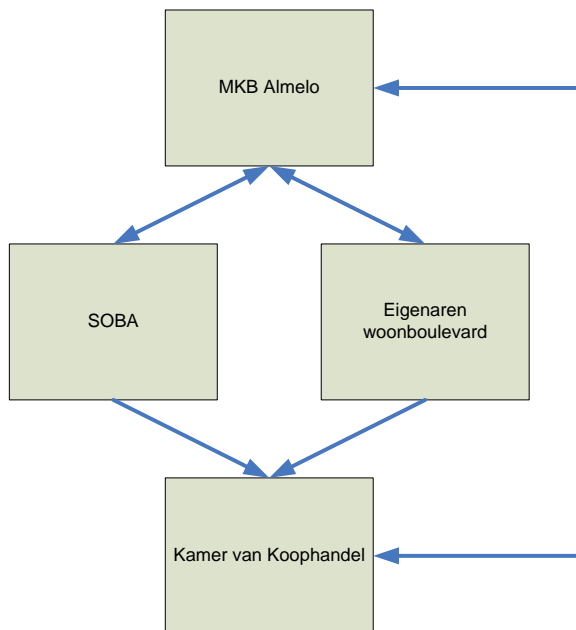 MKB Almelo
SOBA
Eigenaren
woonboulevard
Kamer van Koophandel